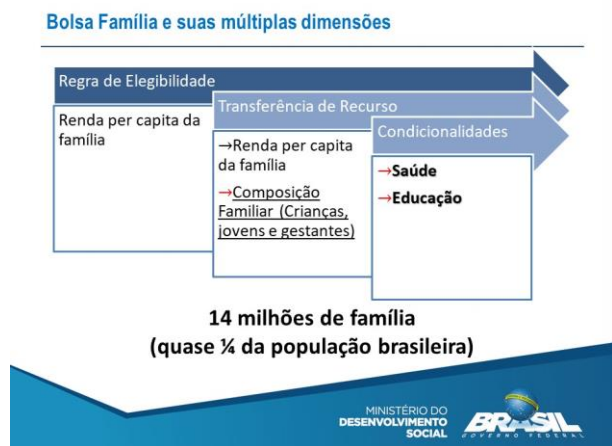 Bolsa Família e suas múltiplas dimensões
Regra de Elegibilidade
Renda per capita da
família
Transferência de Recurso
→Renda per capita
da família
→Composição
Familiar (Crianças,
jovens e gestantes)
Condicionalidades
→Saúde
→Educação
14 milhões de família
(quase ¼ da população brasileira)
MINISTÉRIO DO
DESENVOLVIMENTO
SOCIAL
BRASIL
GOVERNO FEDERAL